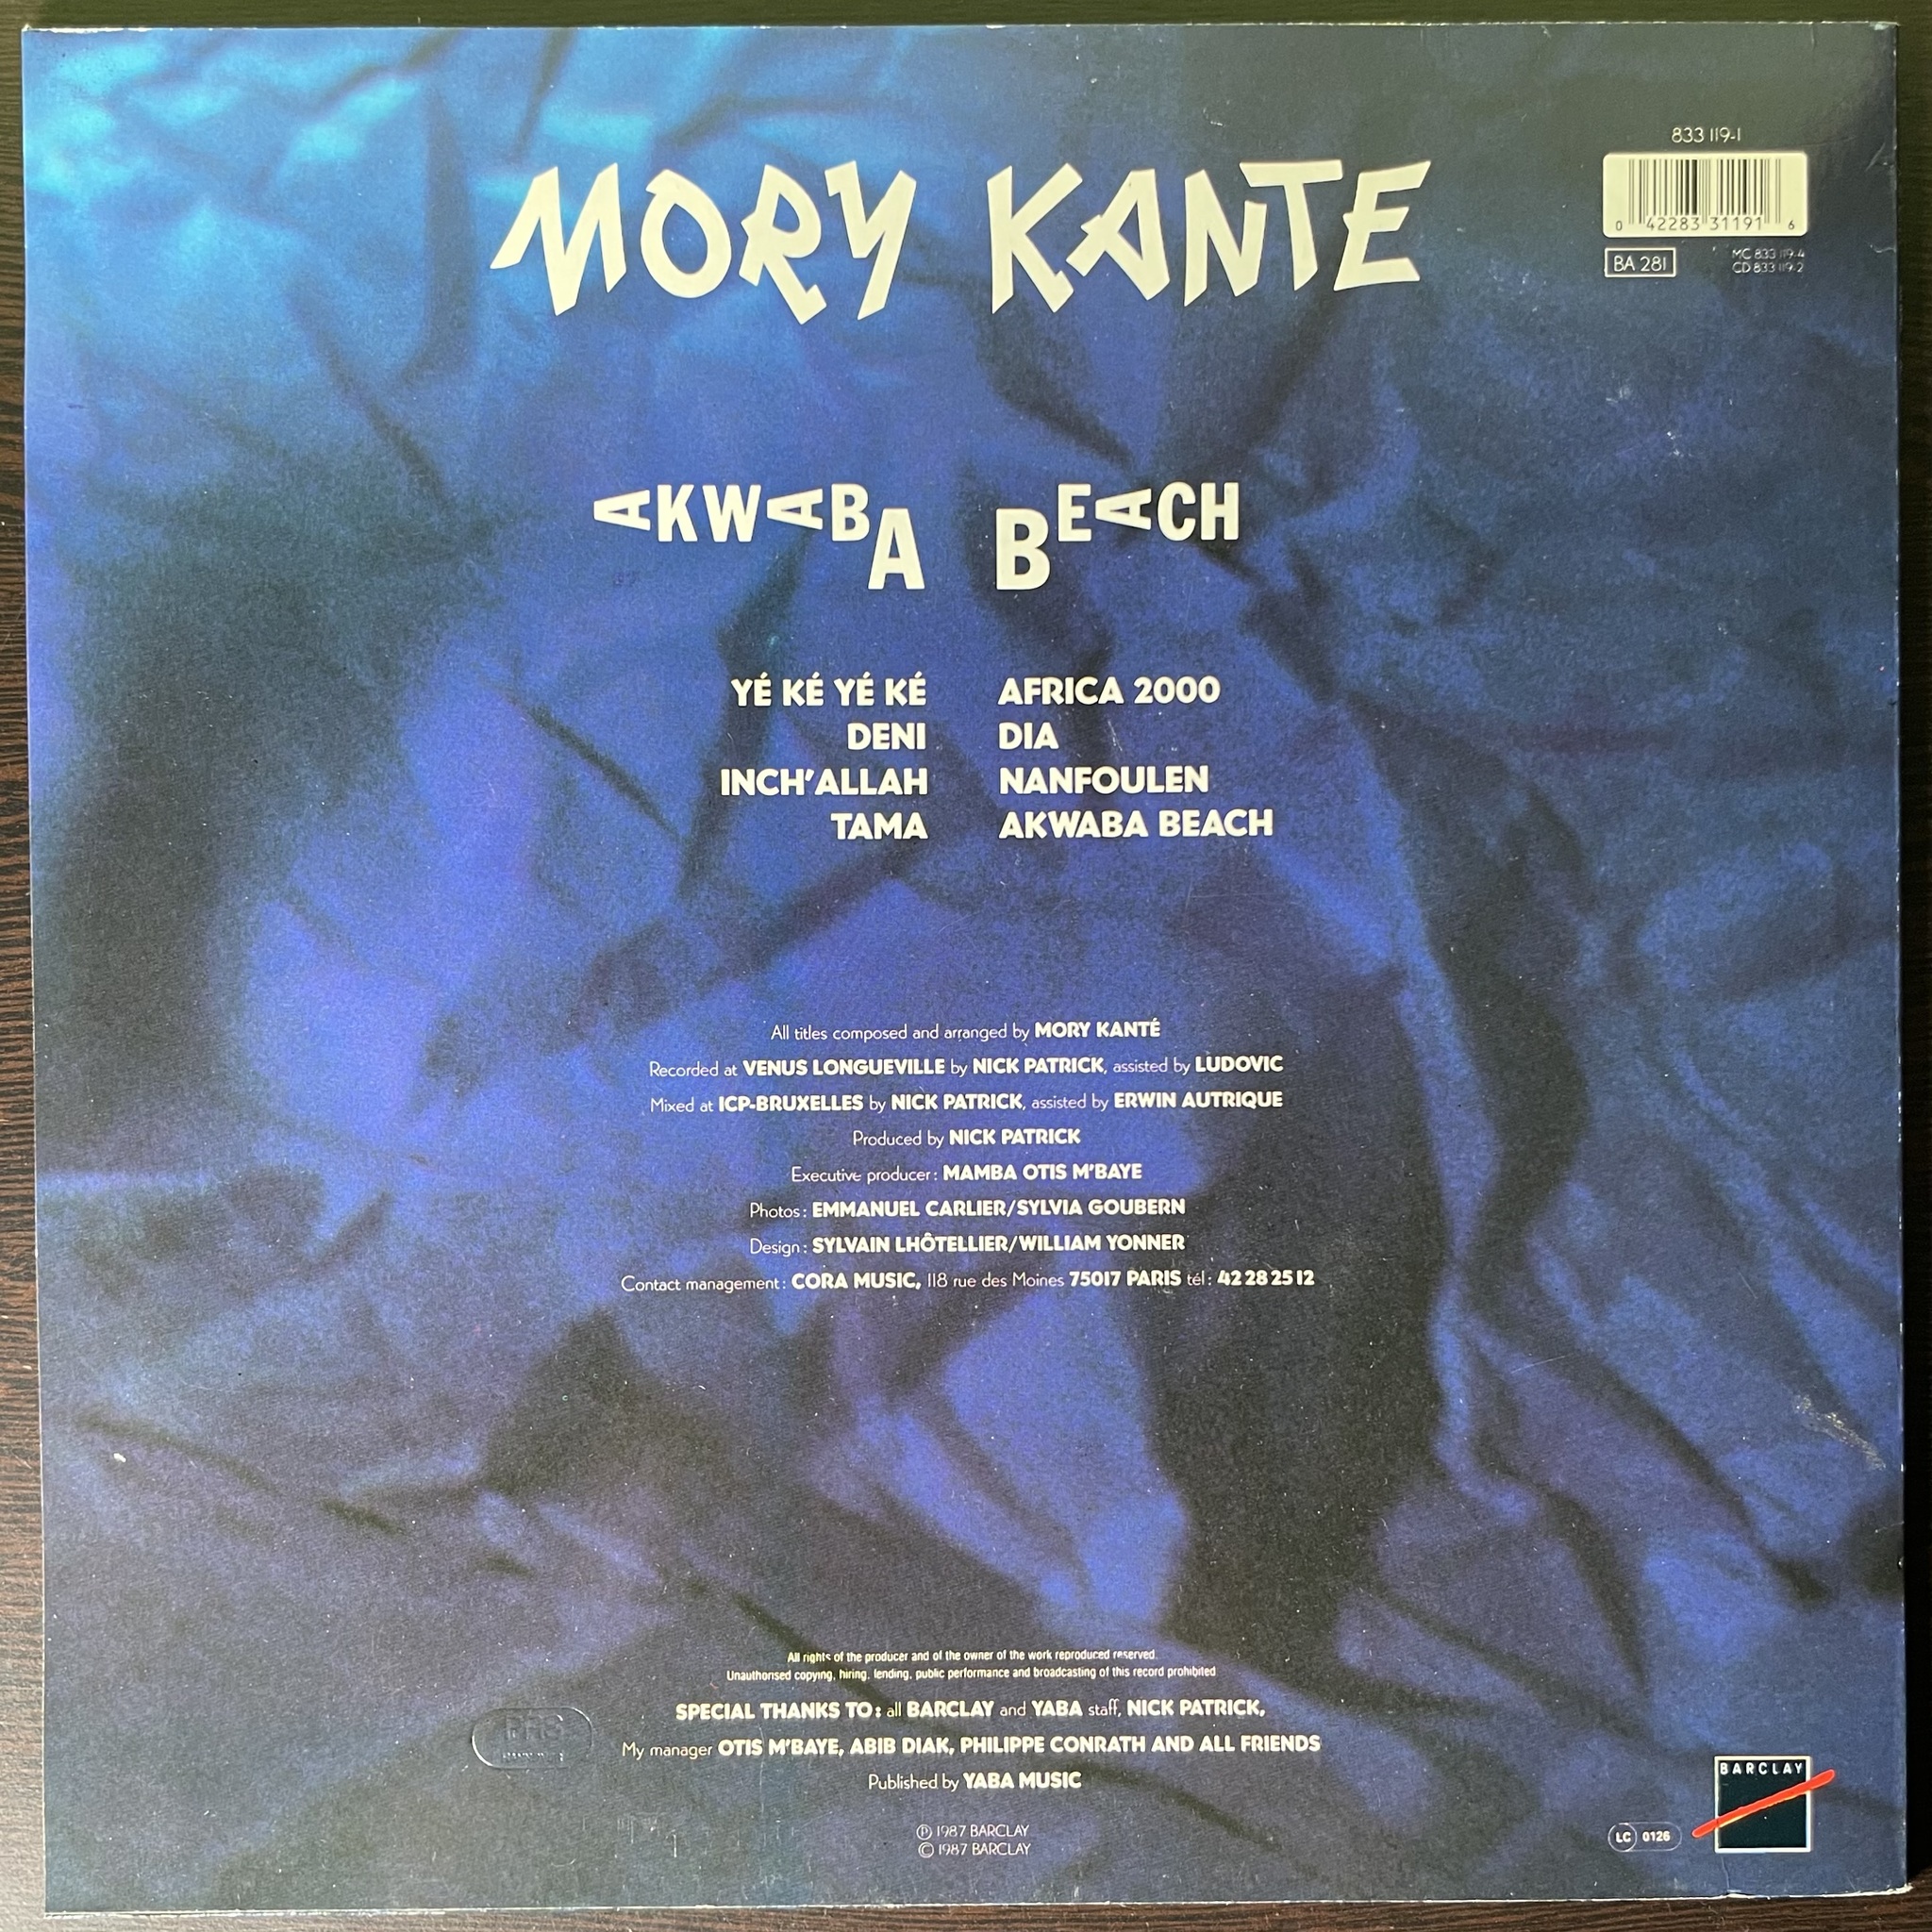 833 119-1
0 42283 31191 6
BA 281
MC 833 119-4
CD 833 119-2
MORY KANTE
AKWABA BEACH
YÉ KÉ YÉ KÉ
DENI
INCH'ALLAH
TAMA
AFRICA 2000
DIA
NANFOULEN
AKWABA BEACH
All titles composed and arranged by MORY KANTÉ
Recorded at VENUS LONGUEVILLE by NICK PATRICK, assisted by LUDOVIC
Mixed at ICP-BRUXELLES by NICK PATRICK, assisted by ERWIN AUTRIQUE
Produced by NICK PATRICK
Executive producer: MAMBA OTIS M'BAYE
Photos: EMMANUEL CARLIER/SYLVIA GOUBERN
Design: SYLVAIN LHÔTELLIER/WILLIAM YONNER
Contact management: CORA MUSIC, 118 rue des Moines 75017 PARIS tél: 42 28 25 12
All rights of the producer and of the owner of the work reproduced reserved.
Unauthorised copying, hiring, lending, public performance and broadcasting of this record prohibited
SPECIAL THANKS TO: all BARCLAY and YABA staff, NICK PATRICK,
My manager OTIS M'BAYE, ABIB DIAK, PHILIPPE CONRATH AND ALL FRIENDS
Published by YABA MUSIC
Ⓟ 1987 BARCLAY
© 1987 BARCLAY
LC 0126
BARCLAY